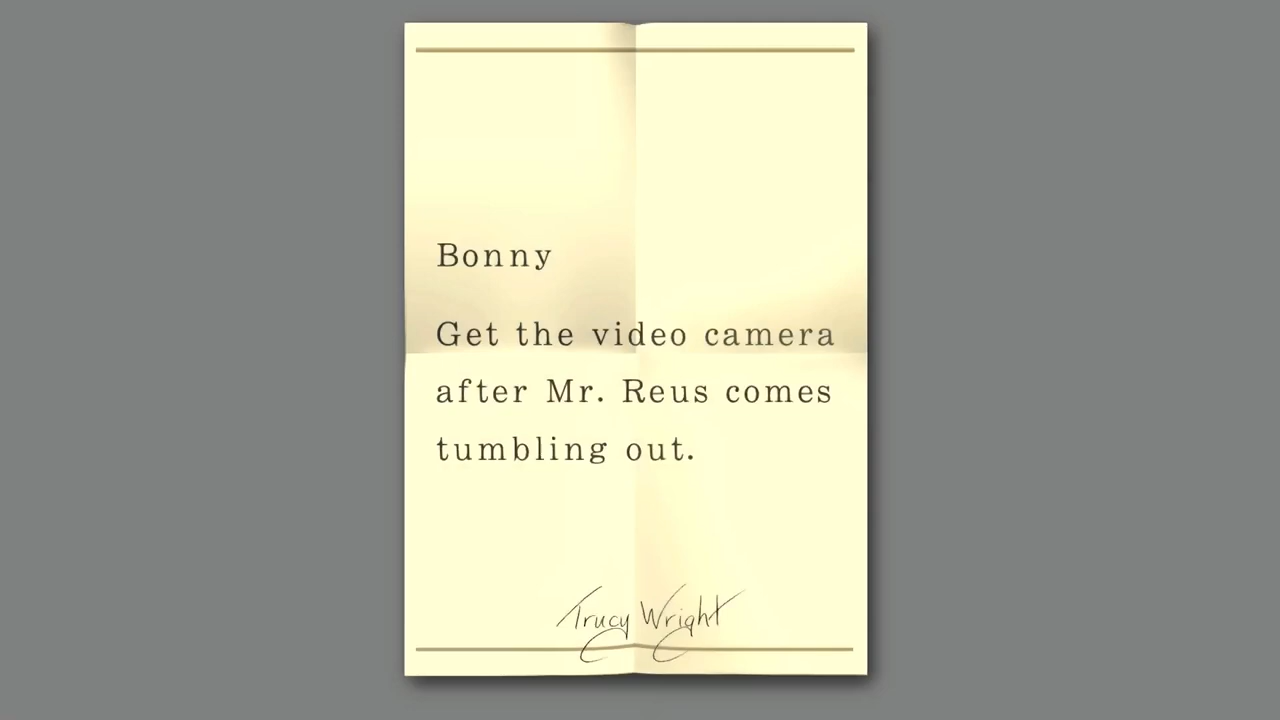 Bonny
Get the video camera
after Mr. Reus comes
tumbling out.
Trucy Wright